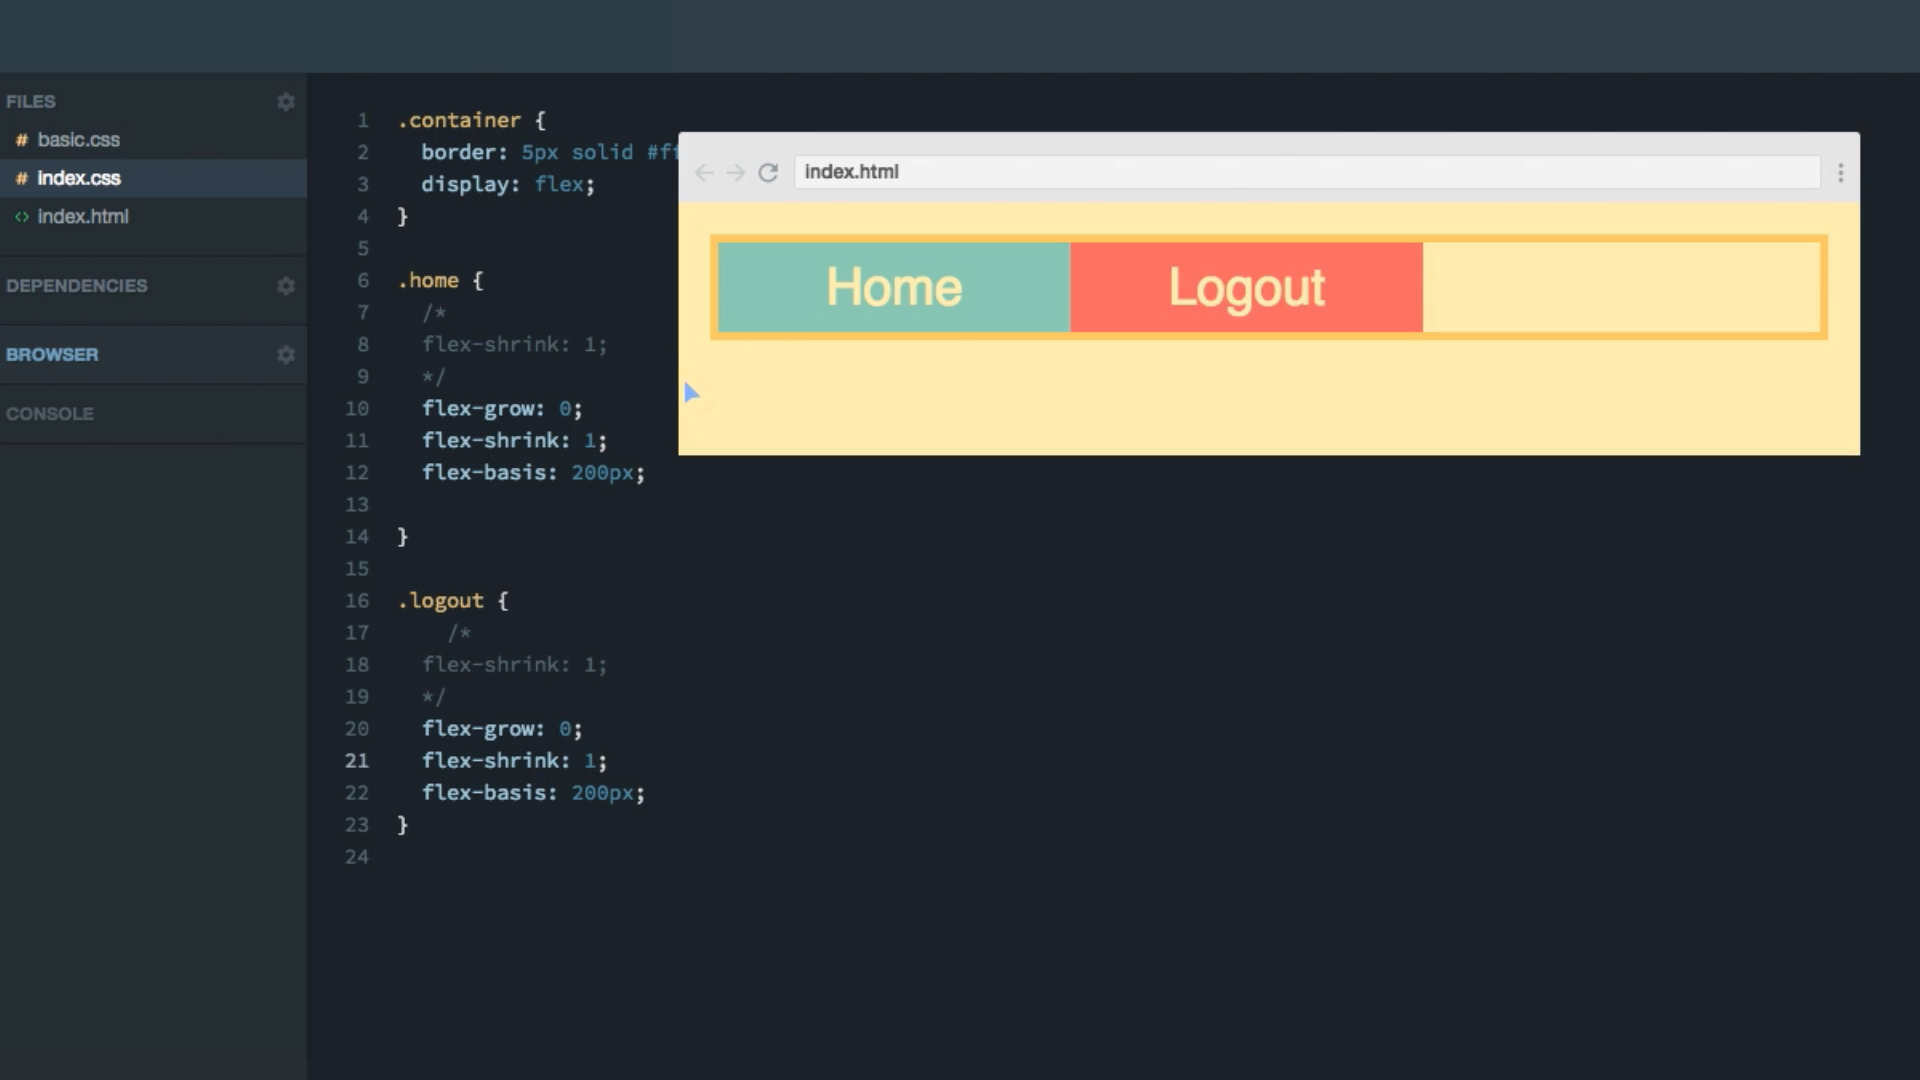 FILES
# basic.css
# index.css
<> index.html
DEPENDENCIES
BROWSER
CONSOLE
1 .container {
2 border: 5px solid #ff
3 display: flex;
4 }
5
6 .home {
7 /*
8 flex-shrink: 1;
9 */
10 flex-grow: 0;
11 flex-shrink: 1;
12 flex-basis: 200px;
13
14 }
15
16 .logout {
17 /*
18 flex-shrink: 1;
19 */
20 flex-grow: 0;
21 flex-shrink: 1;
22 flex-basis: 200px;
23 }
24
index.html
Home Logout